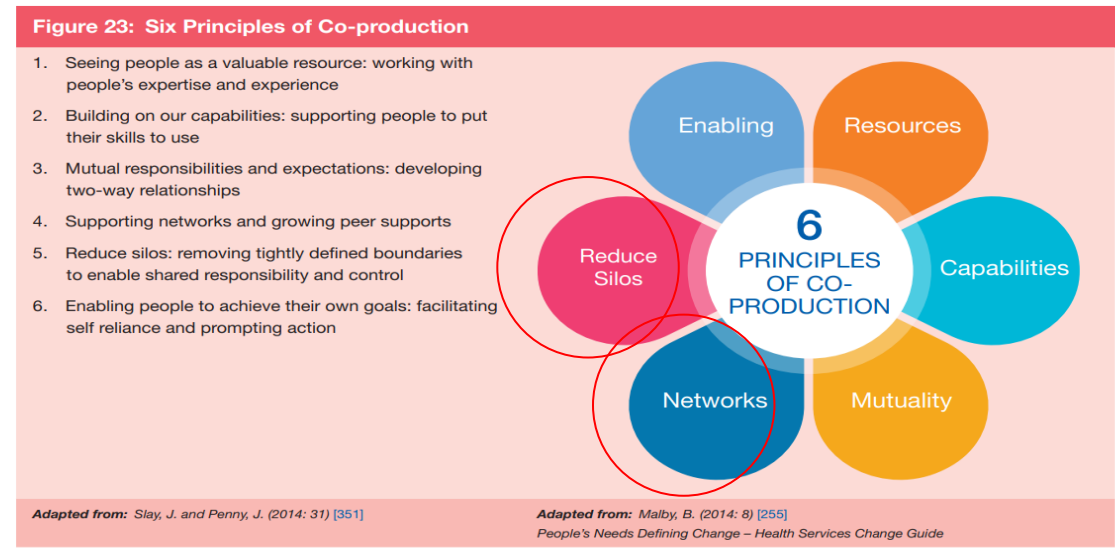 Figure 23: Six Principles of Co-production
1. Seeing people as a valuable resource: working with
people's expertise and experience
2. Building on our capabilities: supporting people to put
their skills to use
3. Mutual responsibilities and expectations: developing
two-way relationships
4. Supporting networks and growing peer supports
5. Reduce silos: removing tightly defined boundaries
to enable shared responsibility and control
6. Enabling people to achieve their own goals: facilitating
self reliance and prompting action
Enabling
Resources
Reduce
Silos
6
PRINCIPLES
OF CO-
PRODUCTION
Capabilities
Networks
Mutuality
Adapted from: Slay, J. and Penny, J. (2014: 31) [351]
Adapted from: Malby, B. (2014: 8) [255]
People's Needs Defining Change – Health Services Change Guide